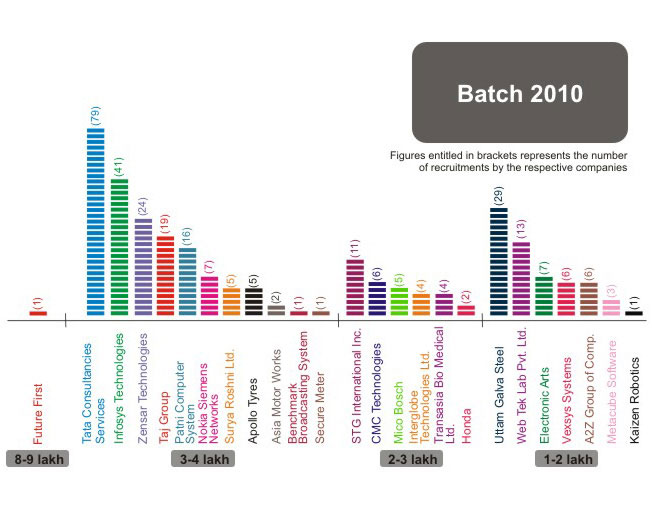 Batch 2010
Figures entitled in brackets represents the number
of recruitments by the respective companies
(1)
(79)
(41)
(24)
(19)
(16)
(7)
(5)
(5)
(2)
(1)
(1)
(11)
(6)
(5)
(4)
(4)
(2)
(29)
(13)
(7)
(6)
(6)
(3)
(1)
Future First
Tata Consultancies
Services
Infosys Technologies
Zensar Technologies
Taj Group
Patni Computer
System
Nokia Siemens
Networks
Surya Roshni Ltd.
Apollo Tyres
Asia Motor Works
Benchmark
Broadcasting System
Secure Meter
STG International Inc.
CMC Technologies
Mico Bosch
Interglobe
Technologies Ltd.
Transasia Bio Medical
Ltd.
Honda
Uttam Galva Steel
Web Tek Lab Pvt. Ltd.
Electronic Arts
Vexsys Systems
A2Z Group of Comp.
Metacube Software
Kaizen Robotics
8-9 lakh
3-4 lakh
2-3 lakh
1-2 lakh